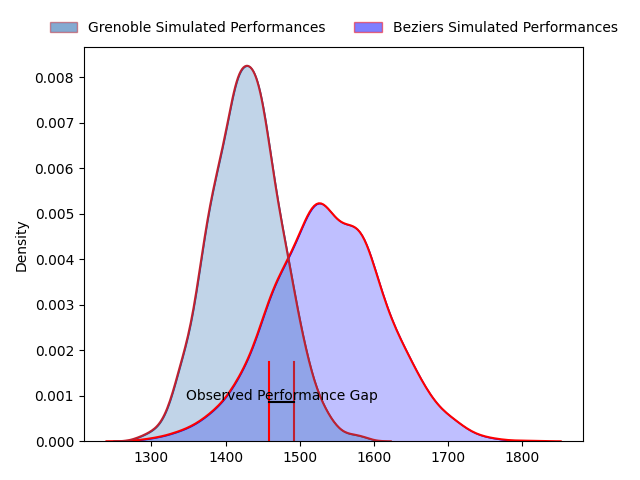 Grenoble Simulated Performances
Beziers Simulated Performances
Density
0.008
0.007
0.006
0.005
0.004
0.003
0.002
0.001
0.000
Observed Performance Gap
1300 1400 1500 1600 1700 1800